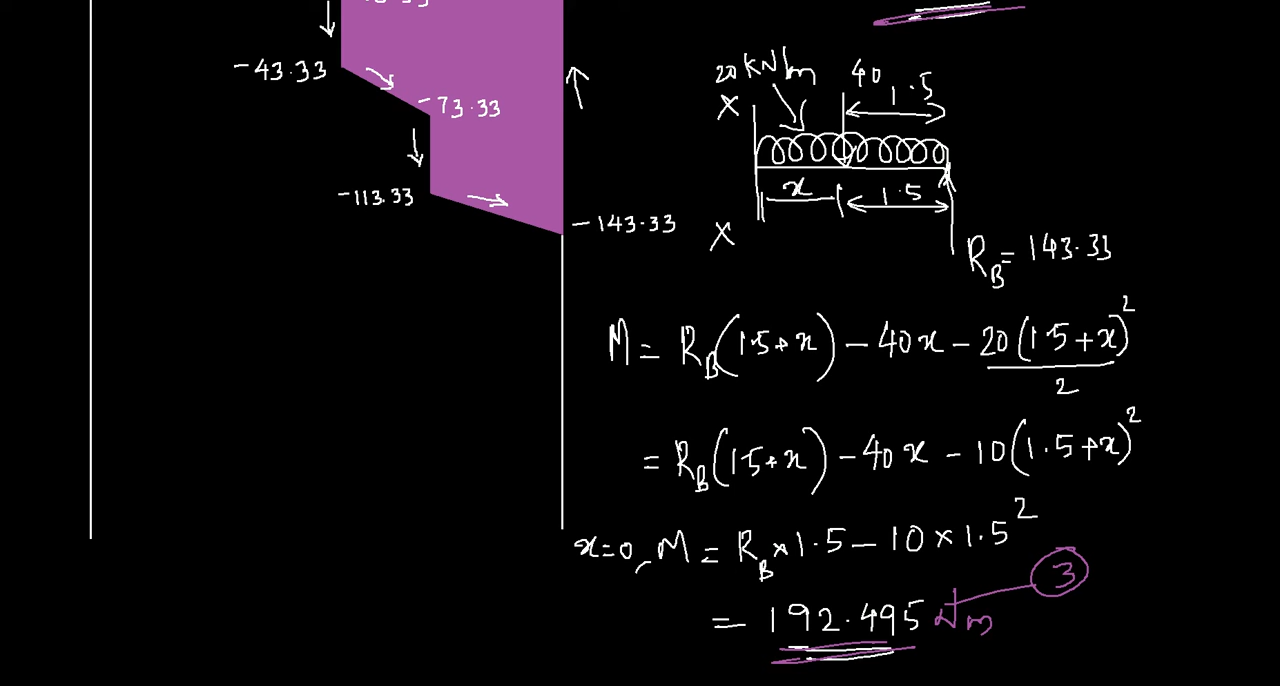 -43.33
-73.33
-113.33
-143.33
20 KN/m
40
1.5
X
x
1.5
X
R_B = 143.33
M = R_B(1.5+x) - 40x - 20(1.5+x)²/2
= R_B(1.5+x) - 40x - 10(1.5+x)²
x=0, M = R_B × 1.5 - 10 × 1.5²
3
= 192.495